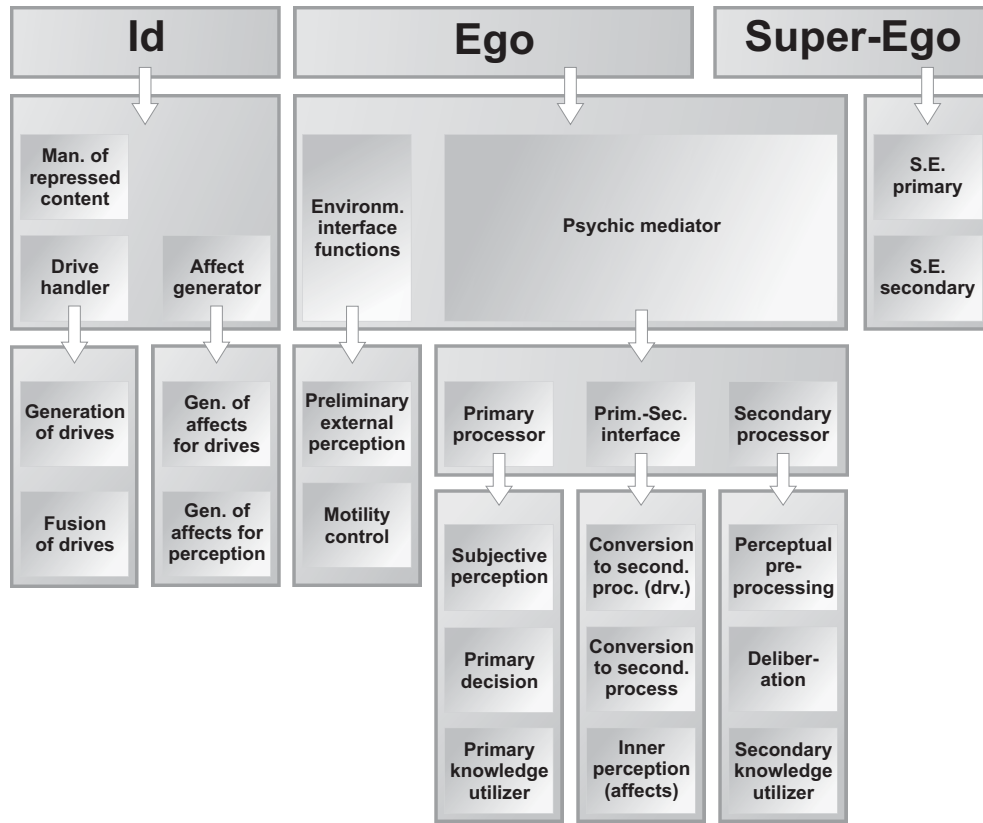 Id
Ego
Super-Ego
Man. of
repressed
content
Drive
handler
Affect
generator
Environm.
interface
functions
Psychic mediator
S.E.
primary
S.E.
secondary
Generation
of drives
Fusion
of drives
Gen. of
affects
for drives
Gen. of
affects for
perception
Preliminary
external
perception
Motility
control
Primary
processor
Prim.-Sec.
interface
Secondary
processor
Subjective
perception
Primary
decision
Primary
knowledge
utilizer
Conversion
to second.
proc. (drv.)
Conversion
to second.
process
Inner
perception
(affects)
Perceptual
pre-
processing
Deliber-
ation
Secondary
knowledge
utilizer